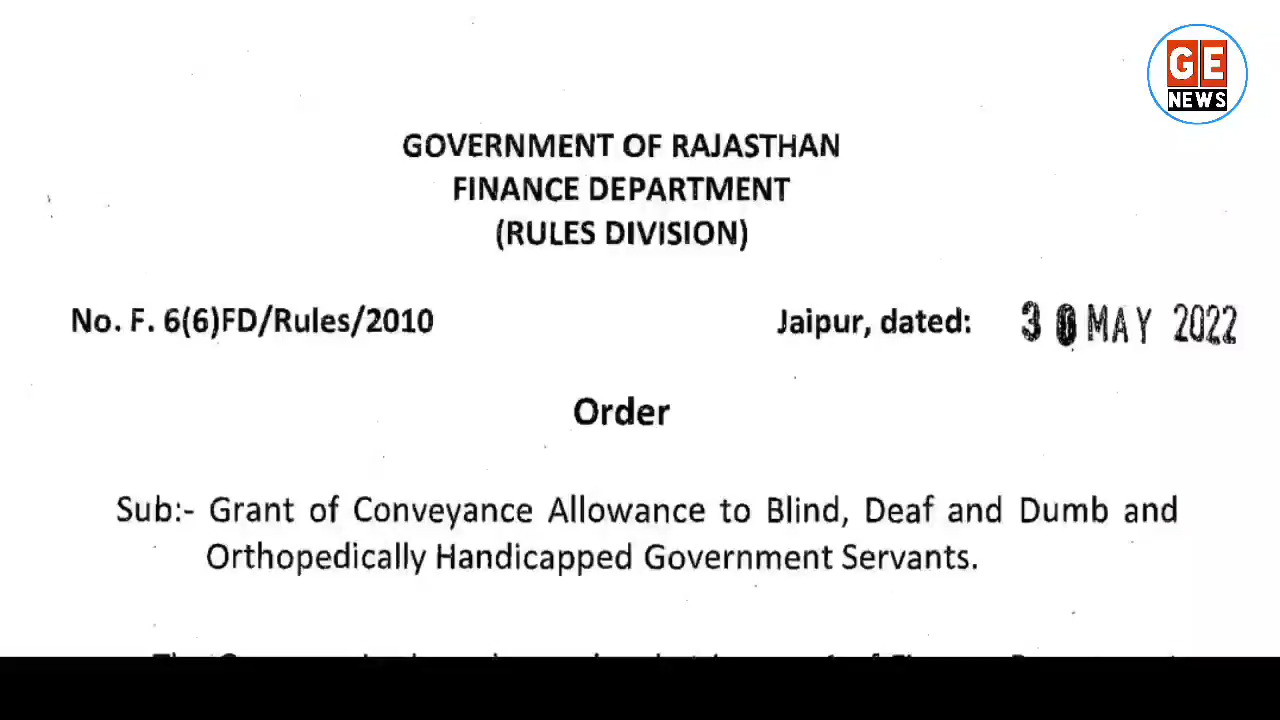 GE
NEWS
GOVERNMENT OF RAJASTHAN
FINANCE DEPARTMENT
(RULES DIVISION)
No. F. 6(6)FD/Rules/2010 Jaipur, dated: 30 MAY 2022
Order
Sub:- Grant of Conveyance Allowance to Blind, Deaf and Dumb and
Orthopedically Handicapped Government Servants.